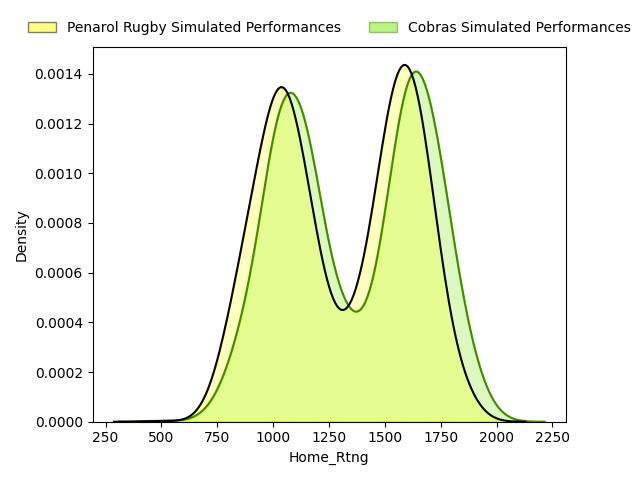 Penarol Rugby Simulated Performances
Cobras Simulated Performances
0.0014
0.0012
0.0010
0.0008
0.0006
0.0004
0.0002
0.0000
Density
250 500 750 1000 1250 1500 1750 2000 2250
Home_Rtng